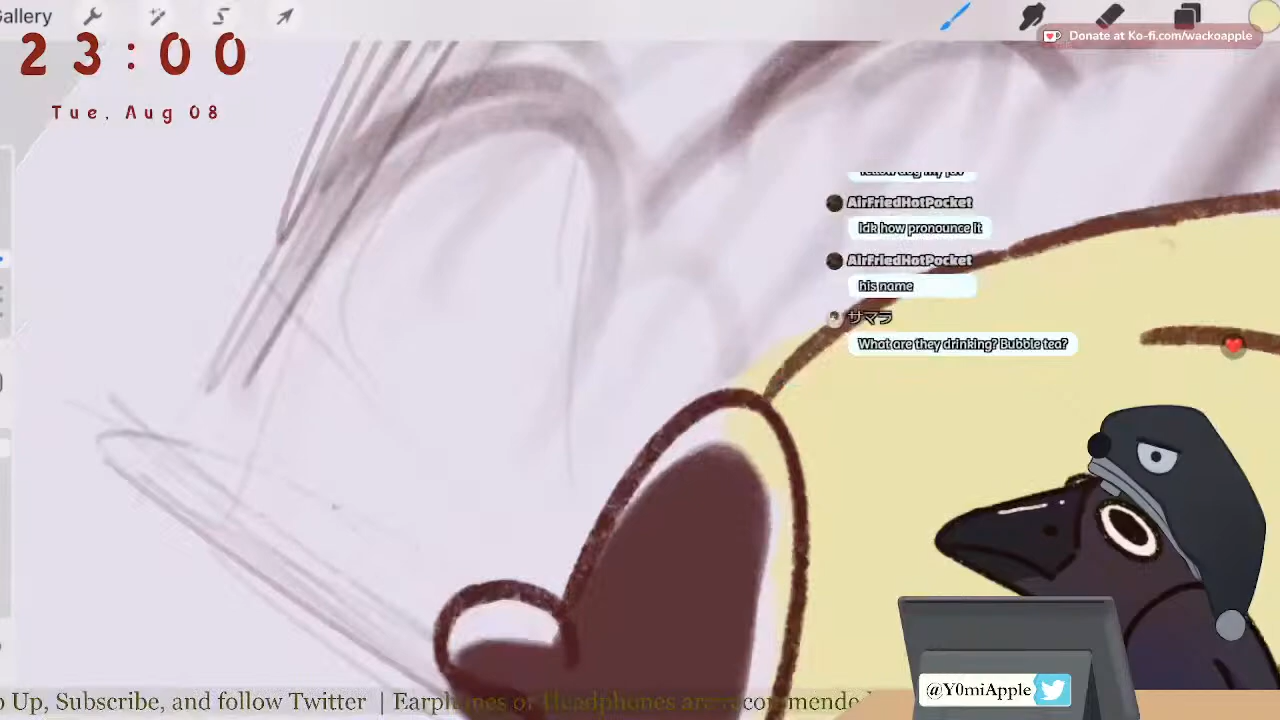 Gallery
Donate at Ko-fi.com/wackoapple
23:00
Tue. Aug 08
AirFriedHotPocket
Idk how pronounce it
AirFriedHotPocket
his name
サマラ
What are they drinking? Bubble tea?
@Y0miApple
Up, Subscribe, and follow Twitter | Earphones or Headphones are recommended